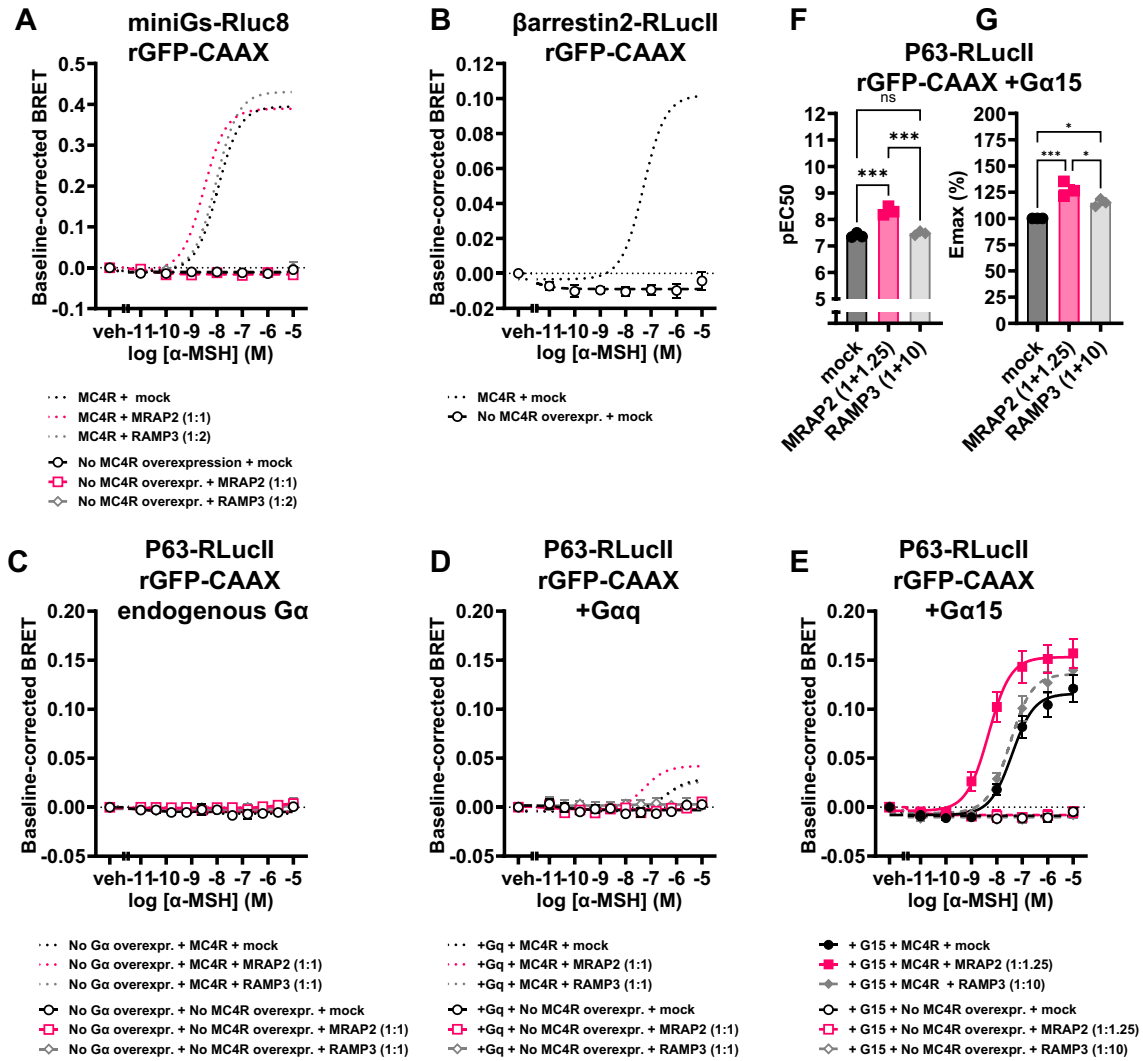 A
miniGs-Rluc8
rGFP-CAAX
Baseline-corrected BRET
0.5
0.4
0.3
0.2
0.1
0.0
-0.1
veh -11 -10 -9 -8 -7 -6 -5
log [α-MSH] (M)
MC4R + mock
MC4R + MRAP2 (1:1)
MC4R + RAMP3 (1:2)
No MC4R overexpression + mock
No MC4R overexpr. + MRAP2 (1:1)
No MC4R overexpr. + RAMP3 (1:2)
B
βarrestin2-RLucII
rGFP-CAAX
Baseline-corrected BRET
0.12
0.10
0.08
0.06
0.04
0.02
0.00
-0.02
veh -11 -10 -9 -8 -7 -6 -5
log [α-MSH] (M)
MC4R + mock
No MC4R overexpr. + mock
F
G
P63-RLucII
rGFP-CAAX +Gα15
pEC50
12
11
10
9
8
7
6
5
ns
***
***
mock
MRAP2 (1+1.25)
RAMP3 (1+10)
Emax (%)
200
175
150
125
100
75
50
25
0
*
***
*
mock
MRAP2 (1+1.25)
RAMP3 (1+10)
C
P63-RLucII
rGFP-CAAX
endogenous Gα
Baseline-corrected BRET
0.20
0.15
0.10
0.05
0.00
-0.05
veh -11 -10 -9 -8 -7 -6 -5
log [α-MSH] (M)
No Gα overexpr. + MC4R + mock
No Gα overexpr. + MC4R + MRAP2 (1:1)
No Gα overexpr. + MC4R + RAMP3 (1:1)
No Gα overexpr. + No MC4R overexpr. + mock
No Gα overexpr. + No MC4R overexpr. + MRAP2 (1:1)
No Gα overexpr. + No MC4R overexpr. + RAMP3 (1:1)
D
P63-RLucII
rGFP-CAAX
+Gαq
Baseline-corrected BRET
0.20
0.15
0.10
0.05
0.00
-0.05
veh -11 -10 -9 -8 -7 -6 -5
log [α-MSH] (M)
+Gq + MC4R + mock
+Gq + MC4R + MRAP2 (1:1)
+Gq + MC4R + RAMP3 (1:1)
+Gq + No MC4R overexpr. + mock
+Gq + No MC4R overexpr. + MRAP2 (1:1)
+Gq + No MC4R overexpr. + RAMP3 (1:1)
E
P63-RLucII
rGFP-CAAX
+Gα15
Baseline-corrected BRET
0.20
0.15
0.10
0.05
0.00
-0.05
veh -11 -10 -9 -8 -7 -6 -5
log [α-MSH] (M)
+ G15 + MC4R + mock
+ G15 + MC4R + MRAP2 (1:1.25)
+ G15 + MC4R + RAMP3 (1:10)
+ G15 + No MC4R overexpr. + mock
+ G15 + No MC4R overexpr. + MRAP2 (1:1.25)
+ G15 + No MC4R overexpr. + RAMP3 (1:10)